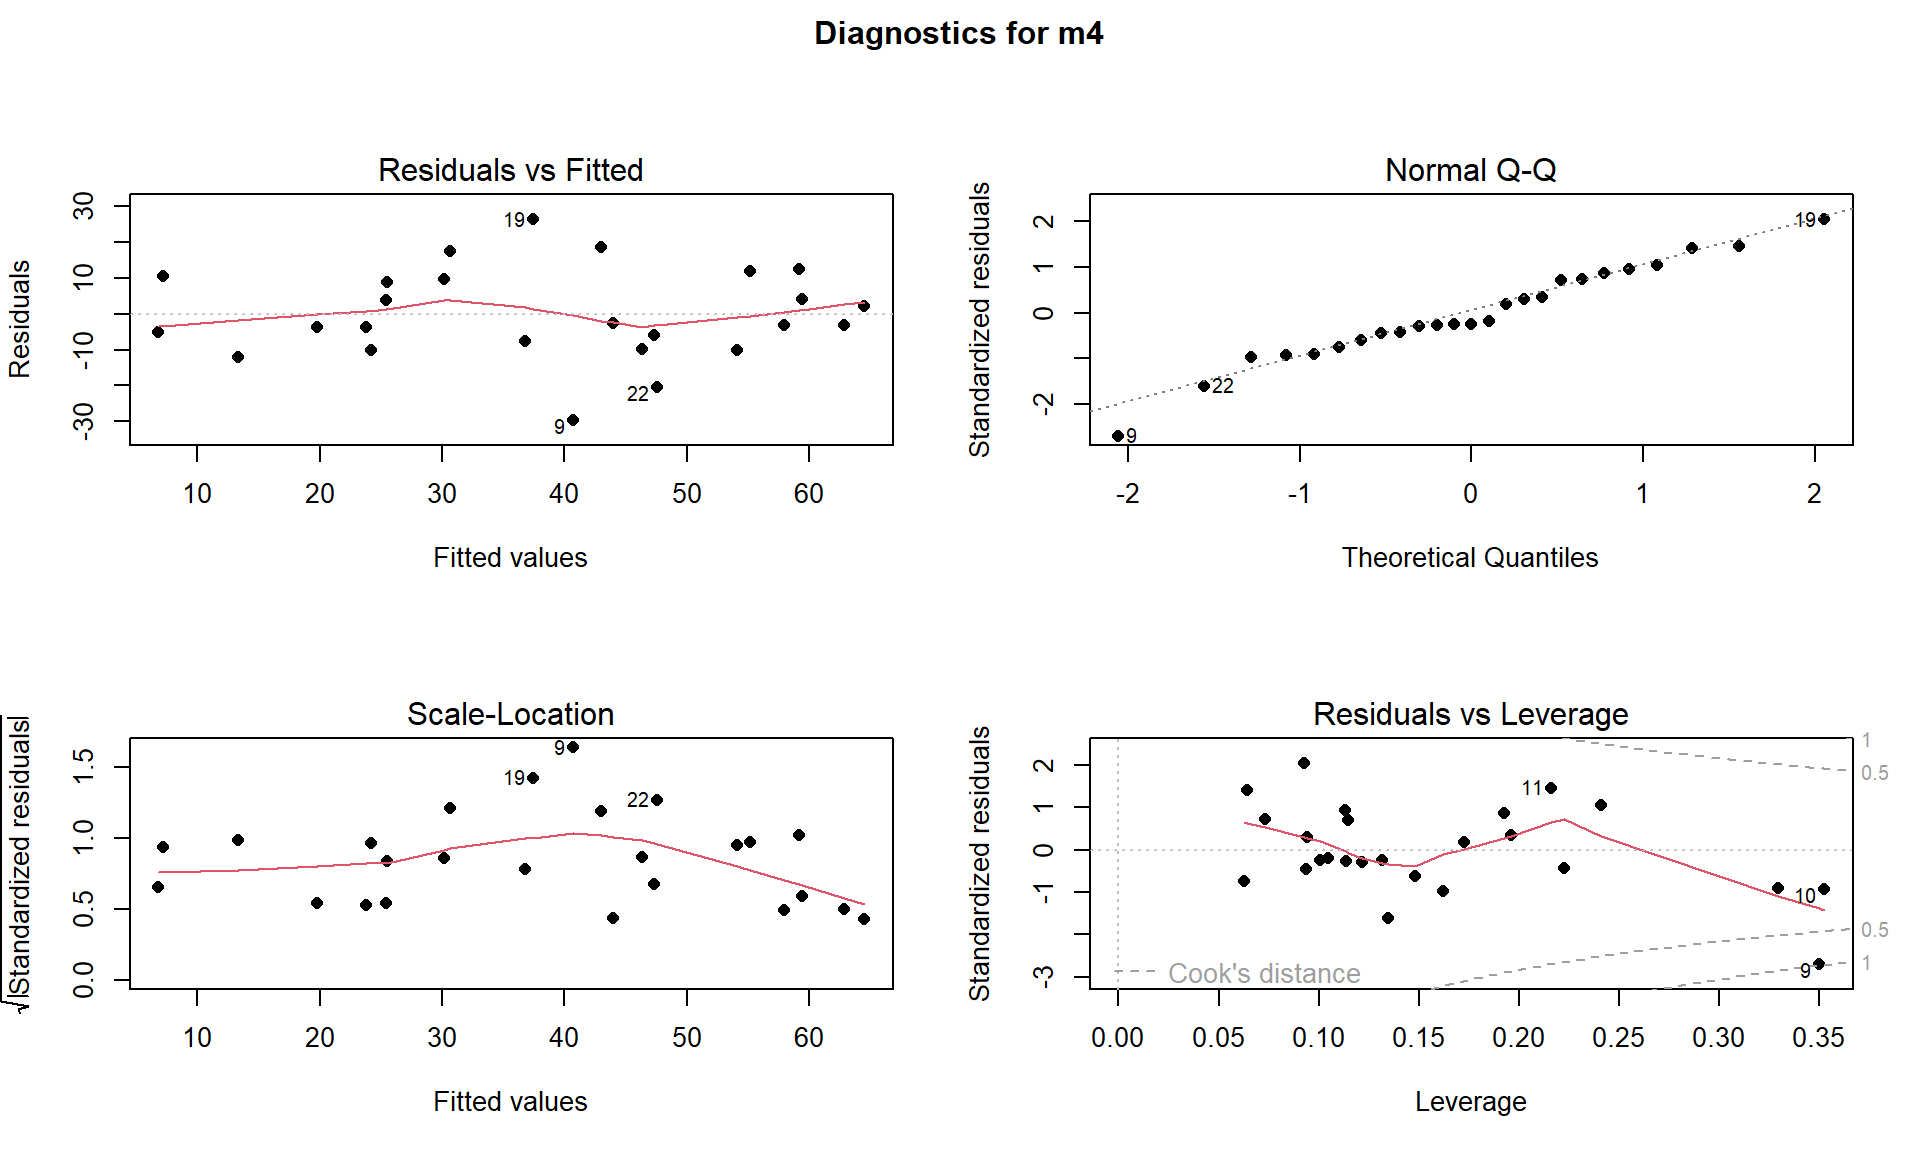 Diagnostics for m4
Residuals vs Fitted
Residuals
30
10
-10
-30
19
22
9
10 20 30 40 50 60
Fitted values
Normal Q-Q
Standardized residuals
2
1
0
-2
19
22
9
-2 -1 0 1 2
Theoretical Quantiles
Scale-Location
√|Standardized residuals|
1.5
1.0
0.5
0.0
9
19
22
10 20 30 40 50 60
Fitted values
Residuals vs Leverage
Standardized residuals
2
1
0
-1
-3
1
0.5
11
10
0.5
1
9
Cook's distance
0.00 0.05 0.10 0.15 0.20 0.25 0.30 0.35
Leverage